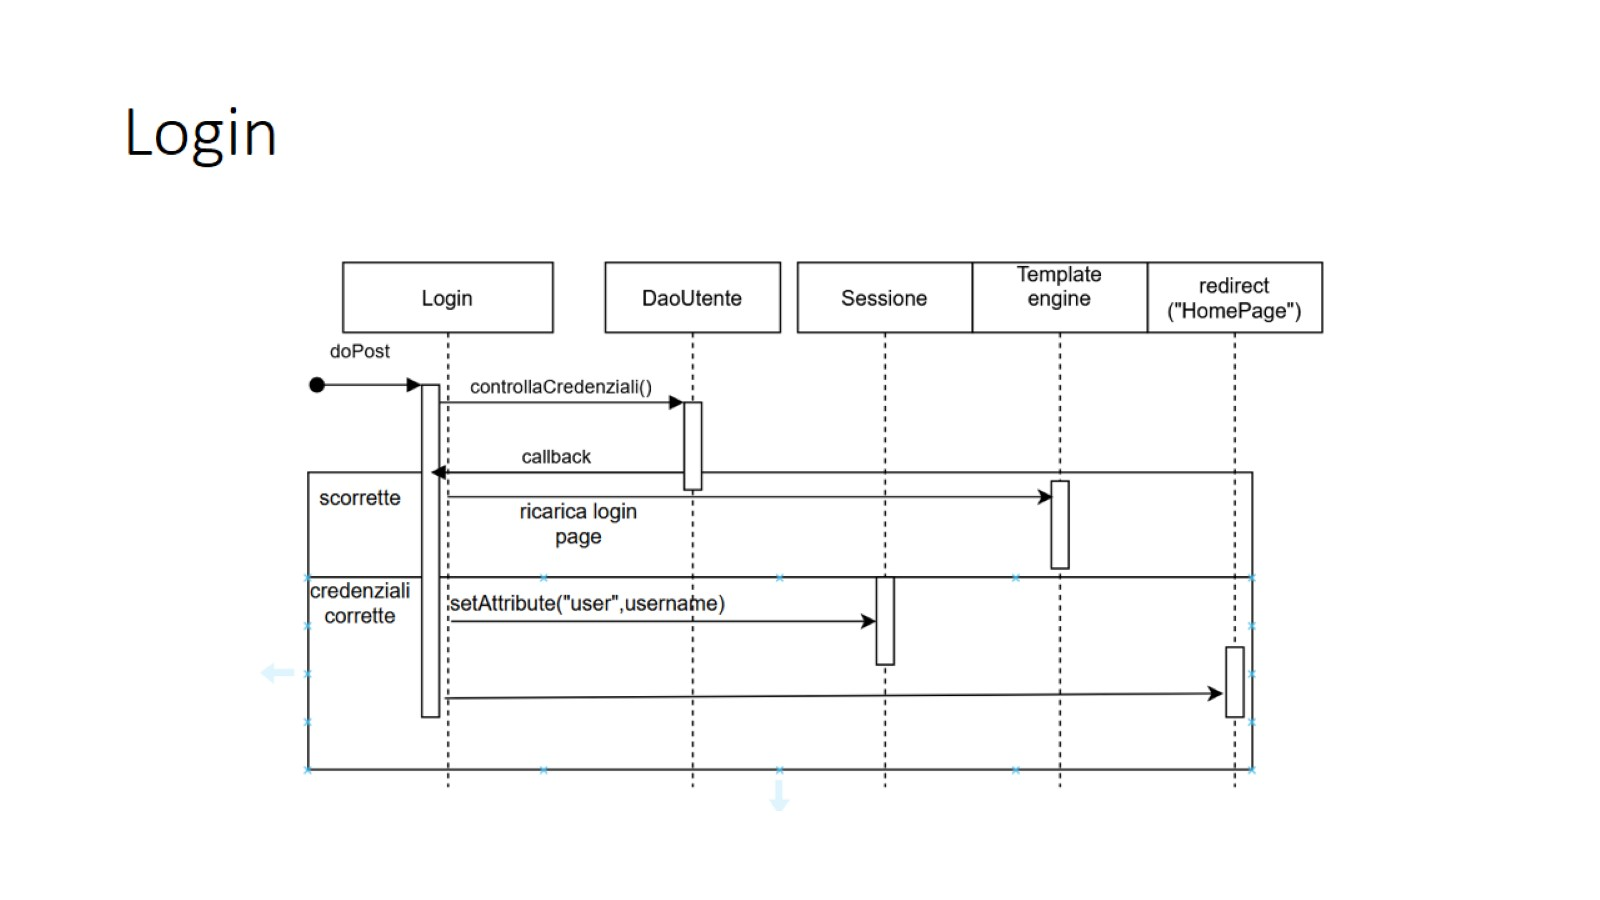 Login
Login
DaoUtente
Sessione
Template
engine
redirect
("HomePage")
doPost
controllaCredenziali()
callback
scorrette
ricarica login
page
credenziali
corrette
setAttribute("user",username)